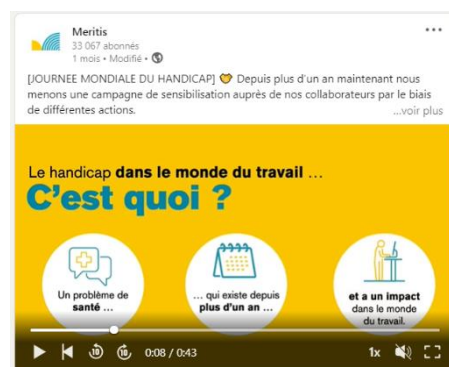 Meritis
33 067 abonnés
1 mois • Modifié •
[JOURNEE MONDIALE DU HANDICAP] 🧡 Depuis plus d'un an maintenant nous
menons une campagne de sensibilisation auprès de nos collaborateurs par le biais
de différentes actions.
...voir plus
Le handicap dans le monde du travail ...
C'est quoi ?
Un problème de
santé ...
... qui existe depuis
plus d'un an ...
et a un impact
dans le monde
du travail.
10
10
0:08 / 0:43
1x